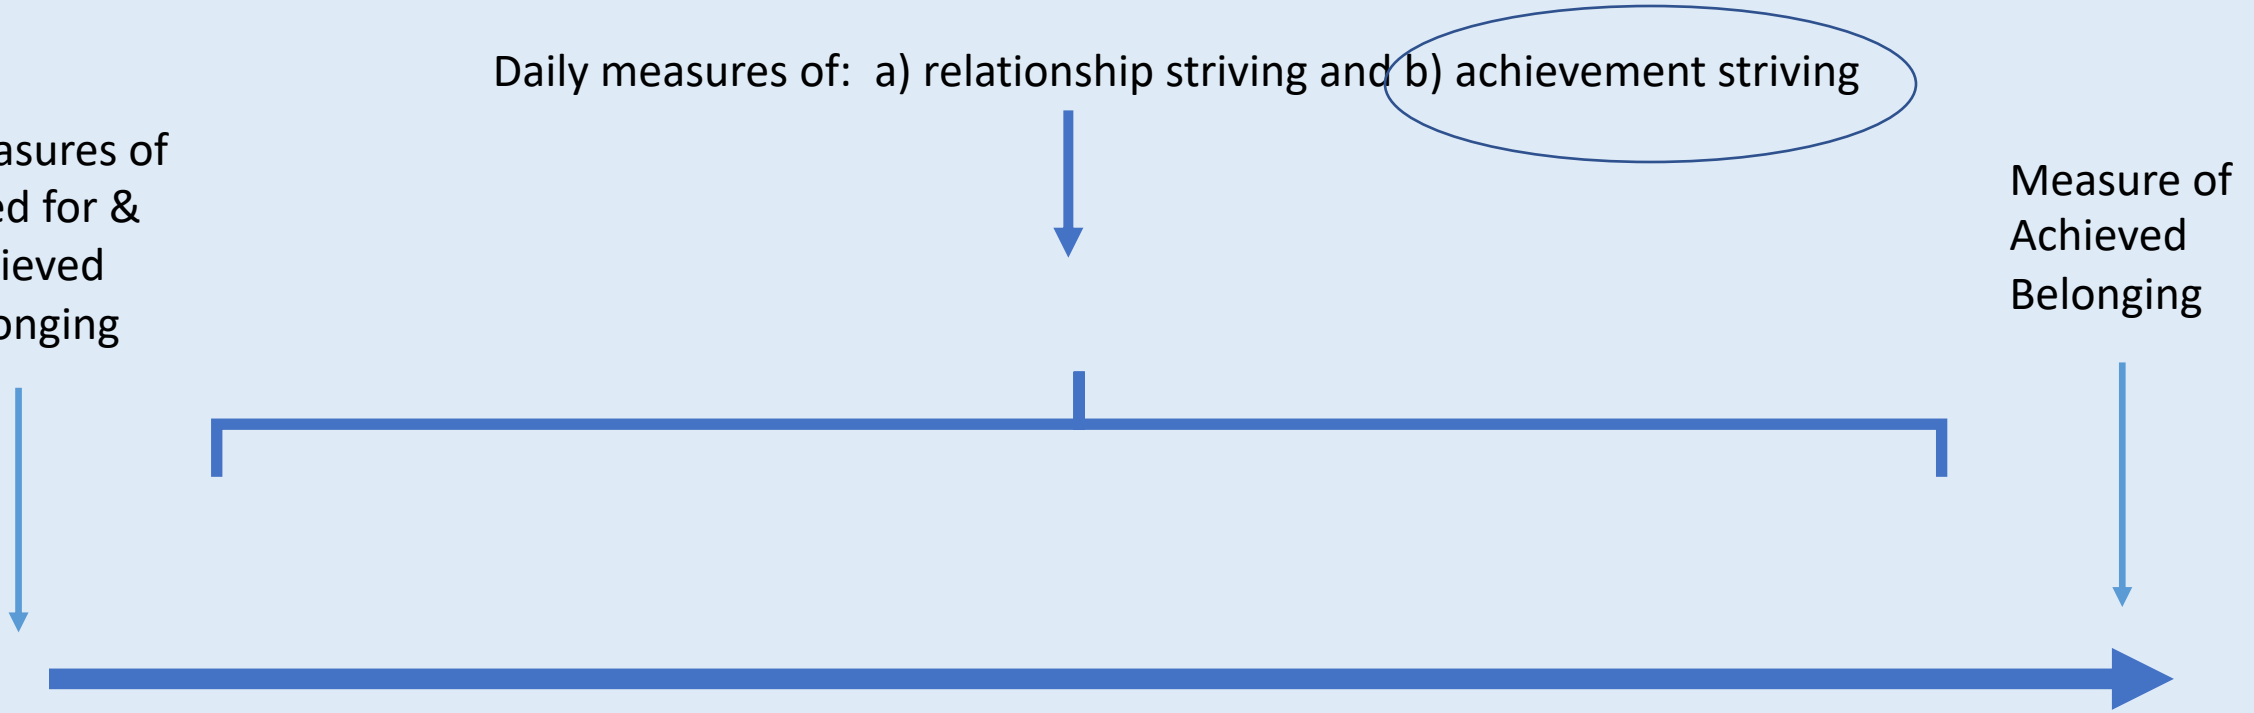 Daily measures of: a) relationship striving and b) achievement striving
asures of
ed for &
ieved
onging
Measure of
Achieved
Belonging